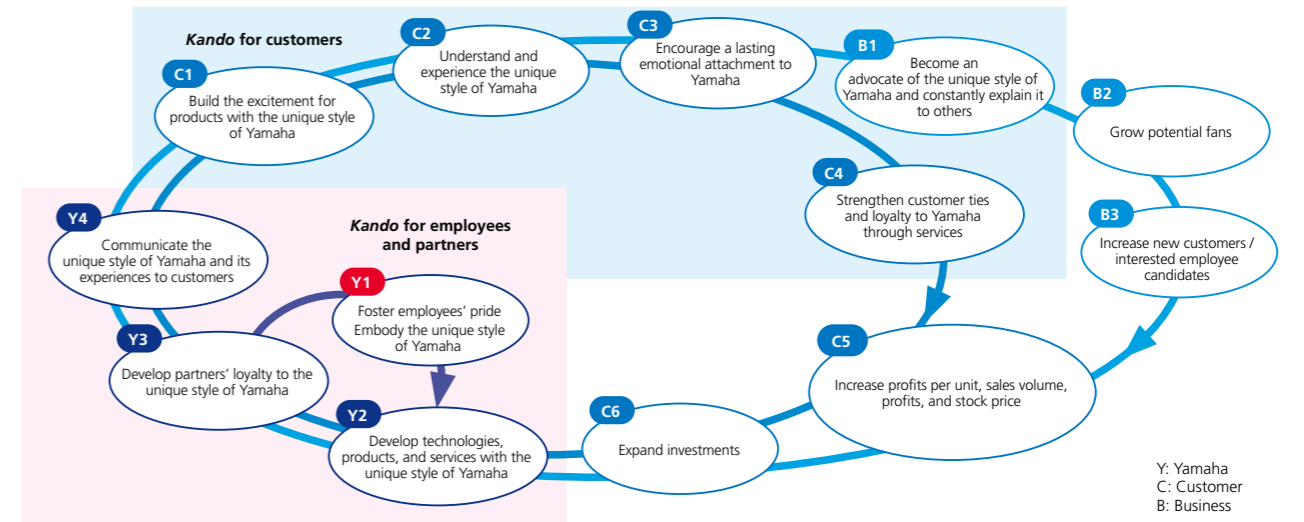 Kando for customers
C1
Build the excitement for
products with the unique style
of Yamaha
C2
Understand and
experience the unique
style of Yamaha
C3
Encourage a lasting
emotional attachment to
Yamaha
B1
Become an
advocate of the unique style of
Yamaha and constantly explain it
to others
B2
Grow potential fans
B3
Increase new customers /
interested employee
candidates
C4
Strengthen customer ties
and loyalty to Yamaha
through services
Y4
Communicate the
unique style of Yamaha and its
experiences to customers
Kando for employees
and partners
Y1
Foster employees’ pride
Embody the unique style
of Yamaha
Y3
Develop partners’ loyalty to the
unique style of Yamaha
Y2
Develop technologies,
products, and services with the
unique style of Yamaha
C6
Expand investments
C5
Increase profits per unit, sales volume,
profits, and stock price
Y: Yamaha
C: Customer
B: Business